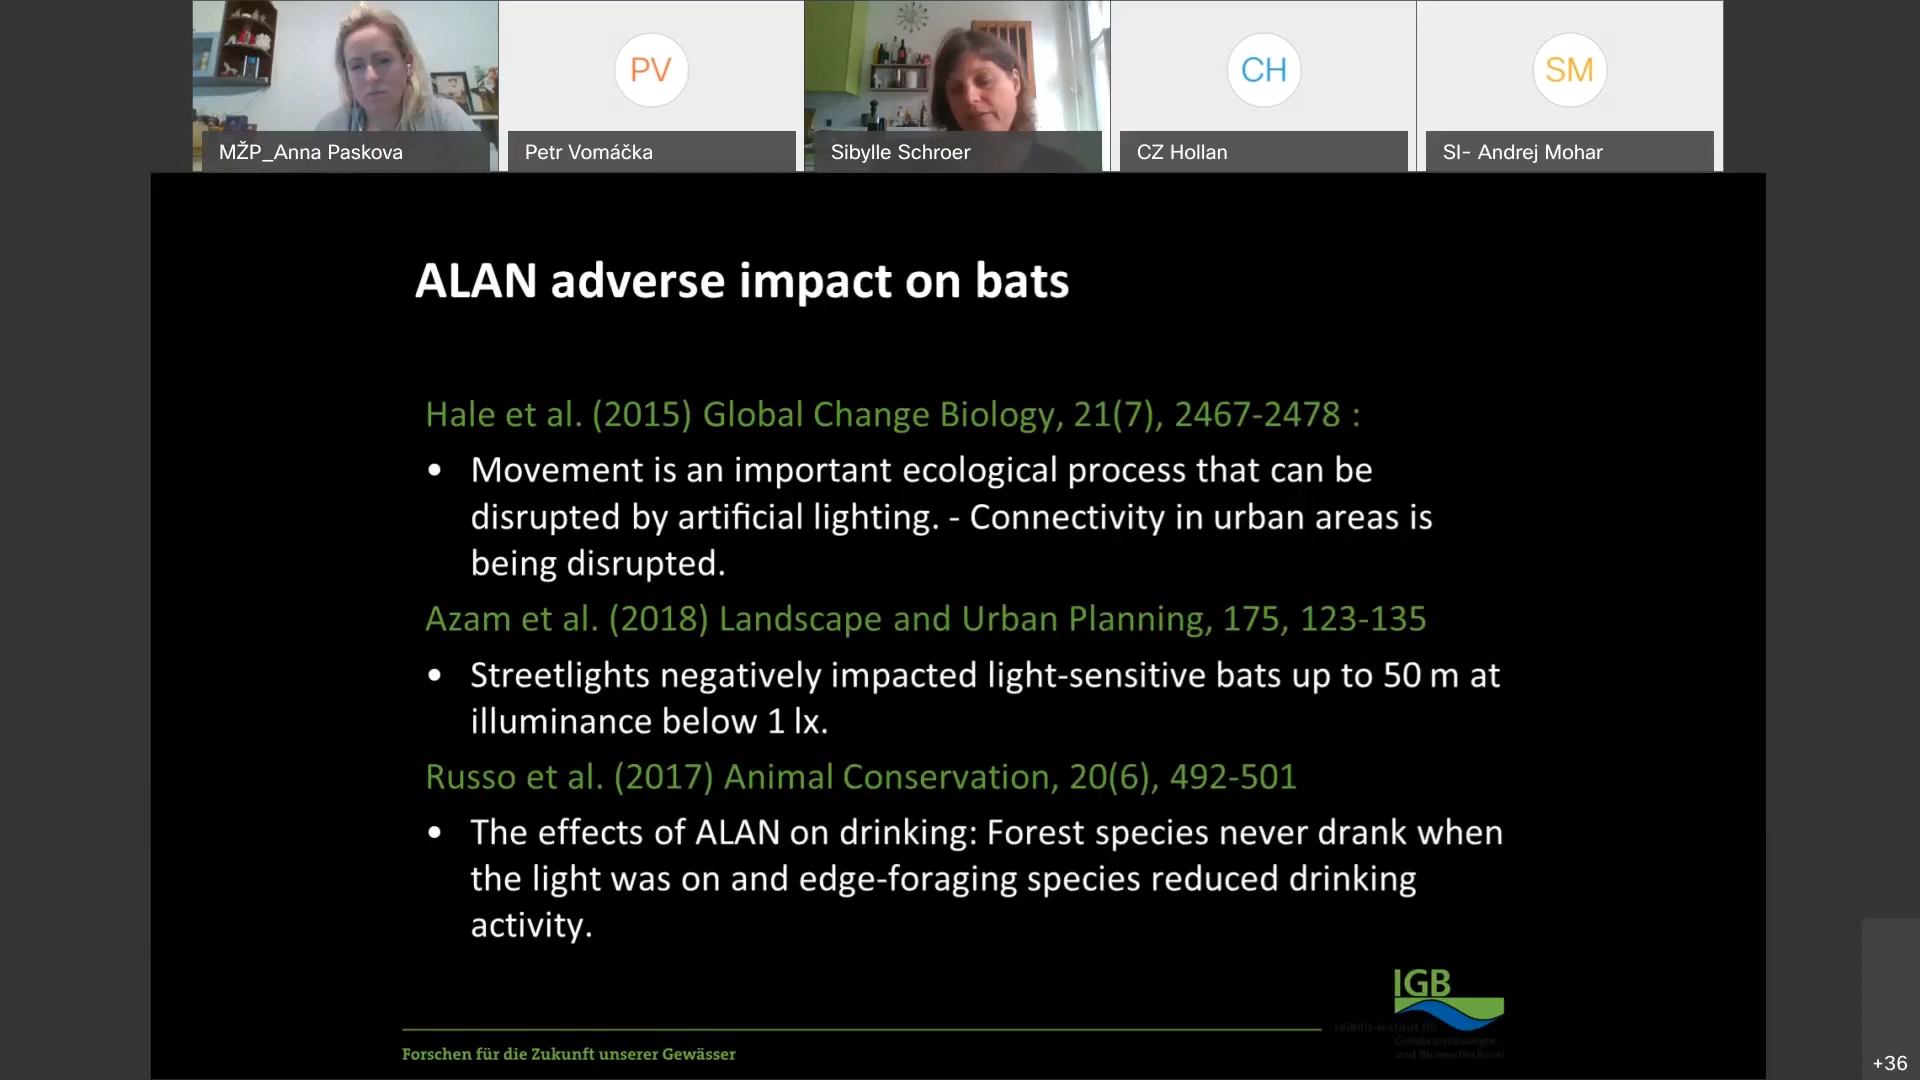 PV
CH
SM
MŽP_Anna Paskova
Petr Vomáčka
Sibylle Schroer
CZ Hollan
SI- Andrej Mohar
ALAN adverse impact on bats
Hale et al. (2015) Global Change Biology, 21(7), 2467-2478 :
• Movement is an important ecological process that can be
disrupted by artificial lighting. - Connectivity in urban areas is
being disrupted.
Azam et al. (2018) Landscape and Urban Planning, 175, 123-135
• Streetlights negatively impacted light-sensitive bats up to 50 m at
illuminance below 1 lx.
Russo et al. (2017) Animal Conservation, 20(6), 492-501
• The effects of ALAN on drinking: Forest species never drank when
the light was on and edge-foraging species reduced drinking
activity.
IGB
Leibniz-Institut für
Gewässerökologie
und Binnenfischerei
Forschen für die Zukunft unserer Gewässer
+36